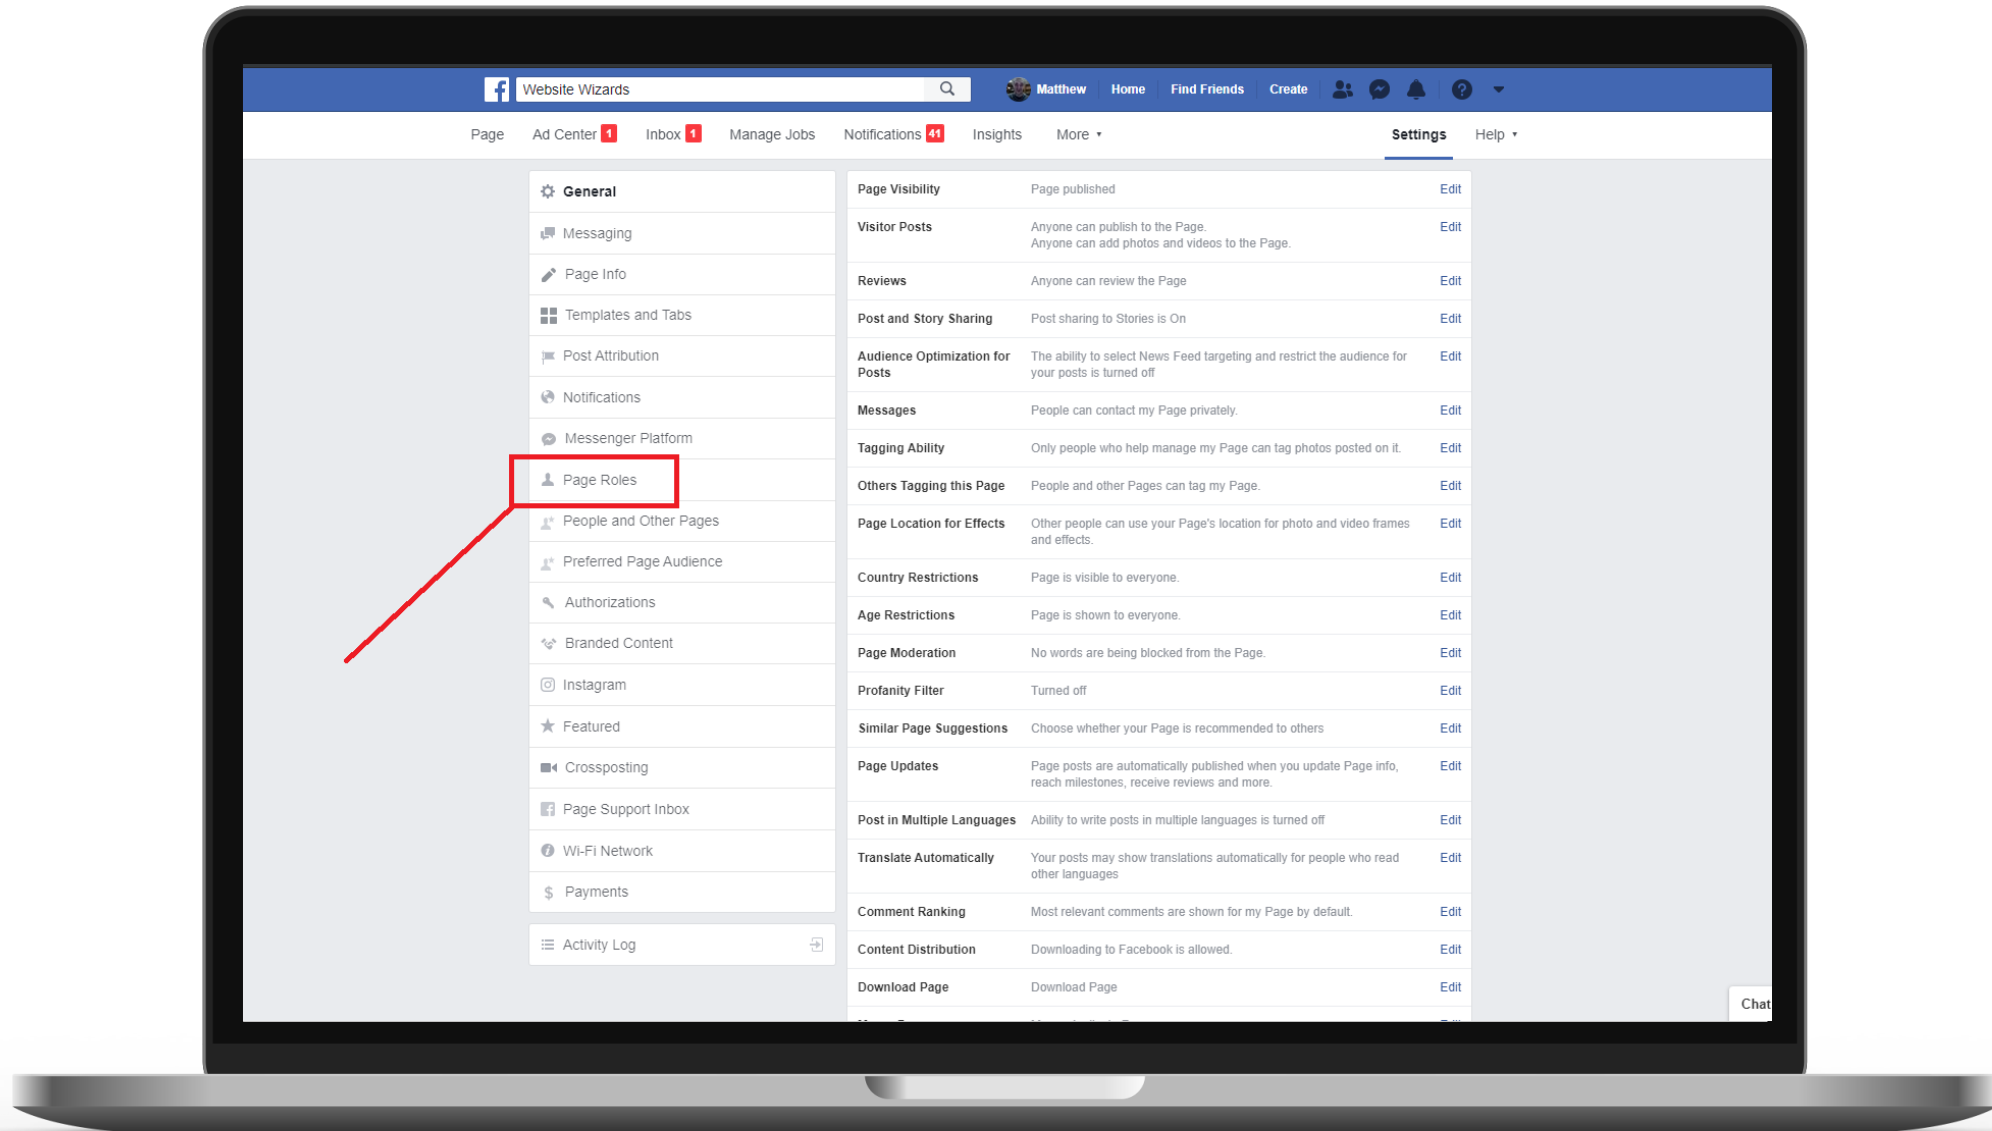 Website Wizards
Matthew Home Find Friends Create
Page Ad Center 1 Inbox 1 Manage Jobs Notifications 41 Insights More Settings Help
General
Messaging
Page Info
Templates and Tabs
Post Attribution
Notifications
Messenger Platform
Page Roles
People and Other Pages
Preferred Page Audience
Authorizations
Branded Content
Instagram
Featured
Crossposting
Page Support Inbox
Wi-Fi Network
Payments
Activity Log
Page Visibility Page published Edit
Visitor Posts Anyone can publish to the Page. Edit
Anyone can add photos and videos to the Page.
Reviews Anyone can review the Page Edit
Post and Story Sharing Post sharing to Stories is On Edit
Audience Optimization for The ability to select News Feed targeting and restrict the audience for Edit
Posts your posts is turned off
Messages People can contact my Page privately. Edit
Tagging Ability Only people who help manage my Page can tag photos posted on it. Edit
Others Tagging this Page People and other Pages can tag my Page. Edit
Page Location for Effects Other people can use your Page's location for photo and video frames Edit
and effects.
Country Restrictions Page is visible to everyone. Edit
Age Restrictions Page is shown to everyone. Edit
Page Moderation No words are being blocked from the Page. Edit
Profanity Filter Turned off Edit
Similar Page Suggestions Choose whether your Page is recommended to others Edit
Page Updates Page posts are automatically published when you update Page info, Edit
reach milestones, receive reviews and more.
Post in Multiple Languages Ability to write posts in multiple languages is turned off Edit
Translate Automatically Your posts may show translations automatically for people who read Edit
other languages
Comment Ranking Most relevant comments are shown for my Page by default. Edit
Content Distribution Downloading to Facebook is allowed. Edit
Download Page Download Page Edit
Chat